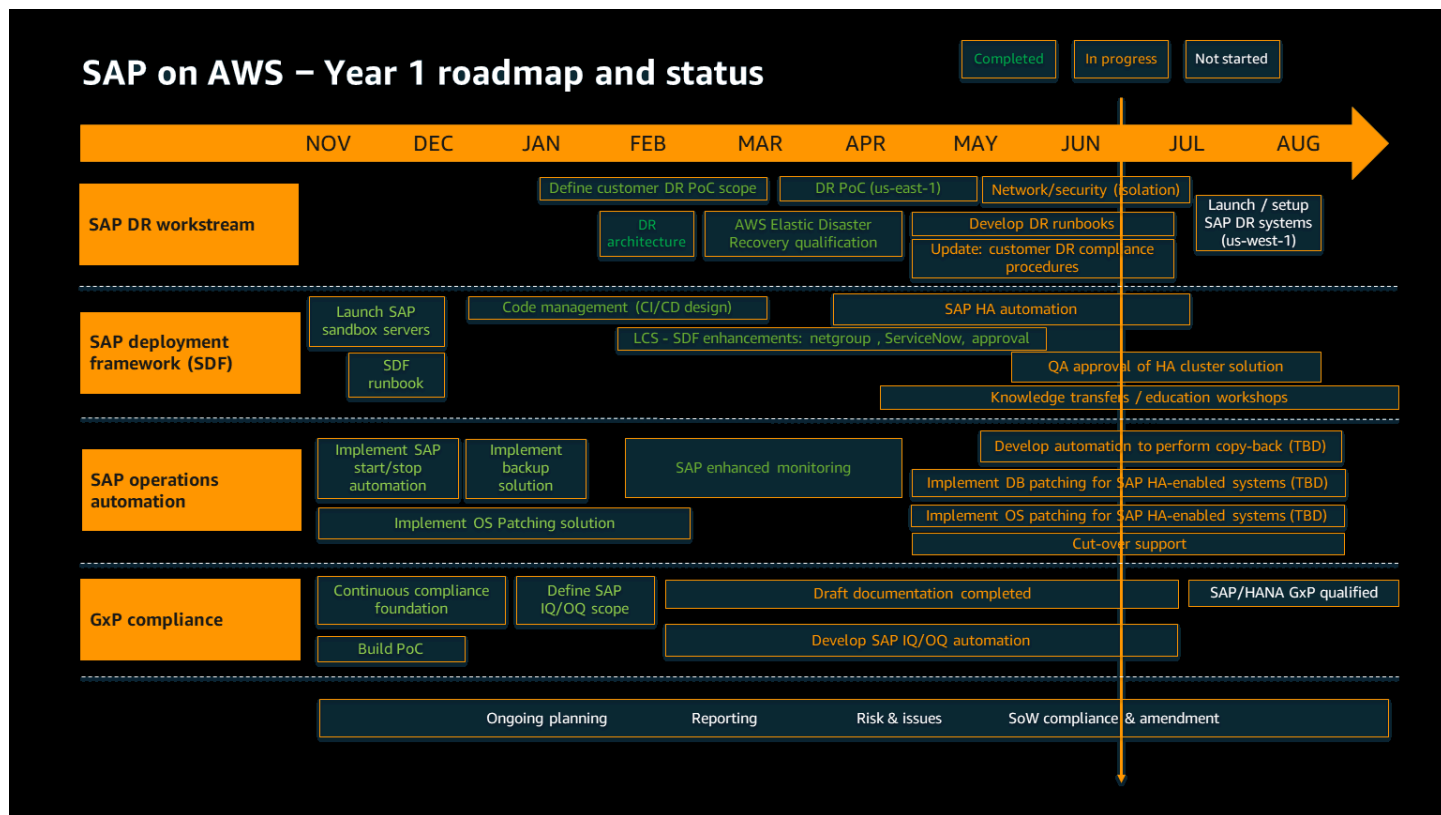 SAP on AWS – Year 1 roadmap and status
Completed
In progress
Not started
NOV DEC JAN FEB MAR APR MAY JUN JUL AUG
SAP DR workstream
Define customer DR PoC scope
DR PoC (us-east-1)
Network/security (isolation)
DR
architecture
AWS Elastic Disaster
Recovery qualification
Develop DR runbooks
Update: customer DR compliance
procedures
Launch / setup
SAP DR systems
(us-west-1)
SAP deployment
framework (SDF)
Launch SAP
sandbox servers
Code management (CI/CD design)
SAP HA automation
LCS - SDF enhancements: netgroup , ServiceNow, approval
SDF
runbook
QA approval of HA cluster solution
Knowledge transfers / education workshops
SAP operations
automation
Implement SAP
start/stop
automation
Implement
backup
solution
SAP enhanced monitoring
Develop automation to perform copy-back (TBD)
Implement DB patching for SAP HA-enabled systems (TBD)
Implement OS Patching solution
Implement OS patching for SAP HA-enabled systems (TBD)
Cut-over support
GxP compliance
Continuous compliance
foundation
Define SAP
IQ/OQ scope
Draft documentation completed
SAP/HANA GxP qualified
Build PoC
Develop SAP IQ/OQ automation
Ongoing planning
Reporting
Risk & issues
SoW compliance & amendment